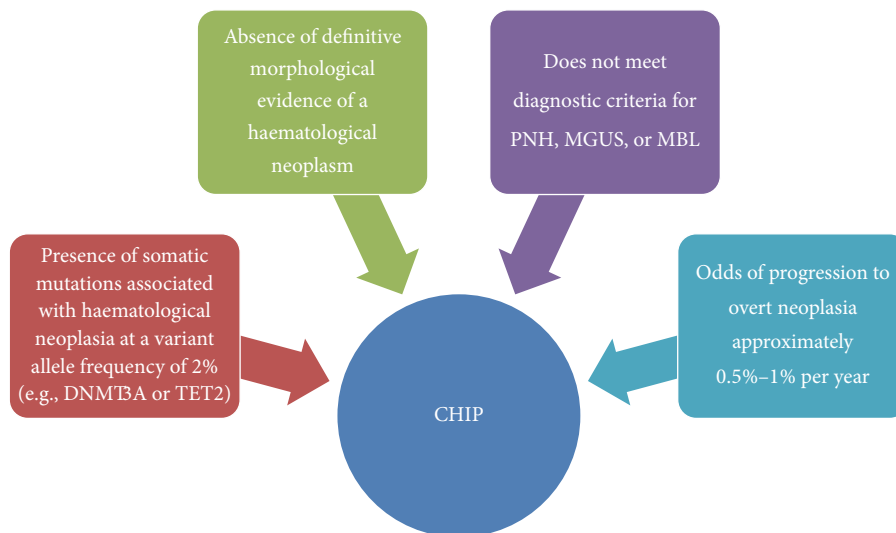 Absence of definitive
morphological
evidence of a
haematological
neoplasm
Does not meet
diagnostic criteria for
PNH, MGUS, or MBL
Presence of somatic
mutations associated
with haematological
neoplasia at a variant
allele frequency of 2%
(e.g., DNMT3A or TET2)
Odds of progression to
overt neoplasia
approximately
0.5%–1% per year
CHIP